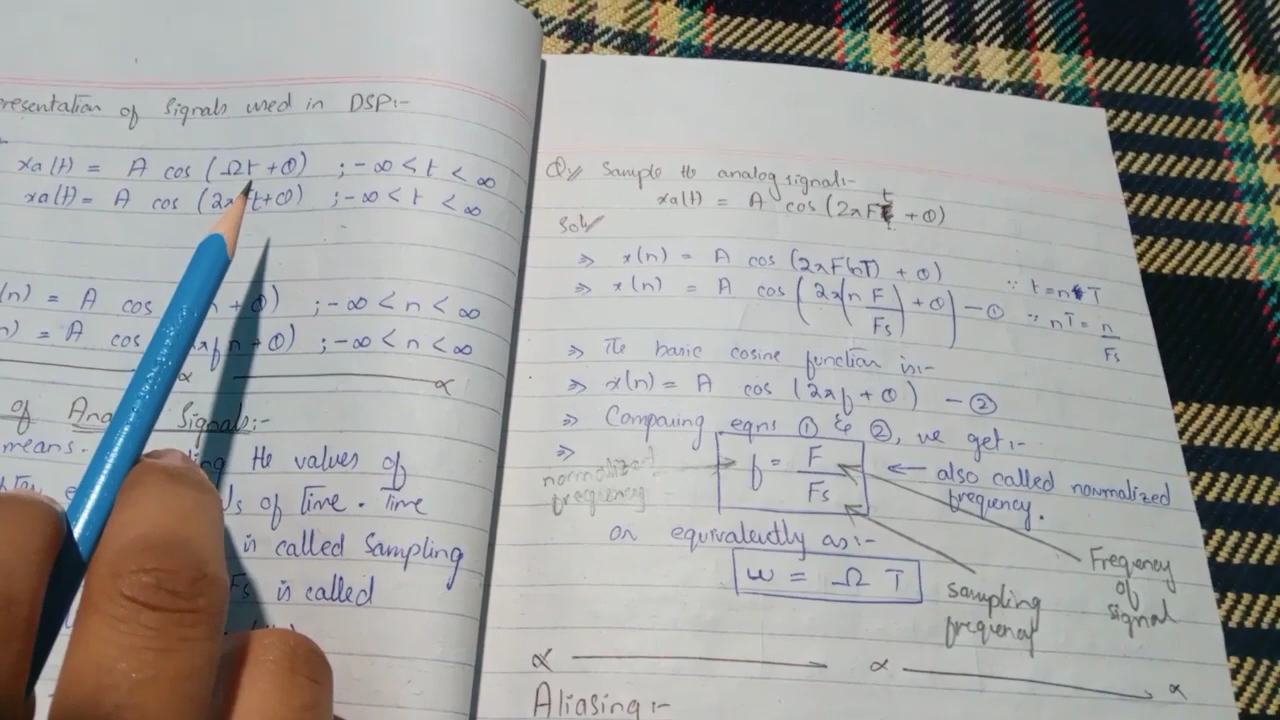 presentation of Signals used in DSP:-
xa(t) = A cos (Ωt + θ) ; -∞ < t < ∞
xa(t) = A cos (2π t + θ) ; -∞ < t < ∞
(n) = A cos n + θ) ; -∞ < n < ∞
n) = A cos πf n + θ) ; -∞ < n < ∞
of Signals:-
means.
the values of
of Time. Time
is called Sampling
Fs is called
Q// Sample the analog signal:-
xa(t) = A cos (2πFt + θ)
Sol/
⇒ x(n) = A cos (2πF(nT) + θ)
∵ t = nT
⇒ x(n) = A cos (2π(n F/Fs) + θ) - ①
∵ nT = n/Fs
⇒ The basic cosine function is:-
⇒ x(n) = A cos (2πf + θ) - ②
⇒ Comparing eqns ① & ②, we get:-
⇒ normalized frequency f = F/Fs ← also called normalized frequency.
or equivalently as:-
ω = Ω T
Sampling frequency
Frequency of signal
α α α
Aliasing:-